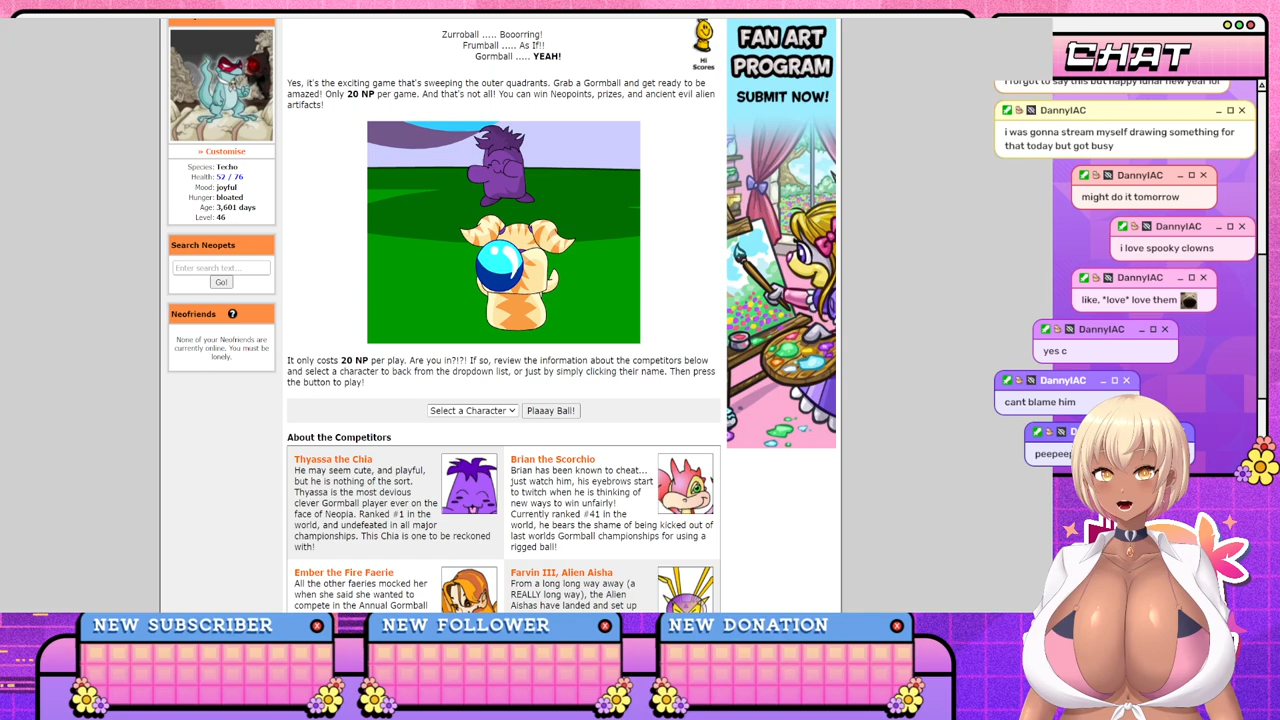 Zurroball ..... Booorring!
Frumball ..... As If!!
Gormball ..... YEAH!
Hi
Scores
Yes, it's the exciting game that's sweeping the outer quadrants. Grab a Gormball and get ready to be
amazed! Only 20 NP per game. And that's not all! You can win Neopoints, prizes, and ancient evil alien
artifacts!
» Customise
Species: Techo
Health: 52 / 76
Mood: joyful
Hunger: bloated
Age: 3,601 days
Level: 46
Search Neopets
Enter search text...
Go!
Neofriends ?
None of your Neofriends are
currently online. You must be
lonely.
It only costs 20 NP per play. Are you in?!?! If so, review the information about the competitors below
and select a character to back from the dropdown list, or just by simply clicking their name. Then press
the button to play!
Select a Character
Plaaay Ball!
About the Competitors
Thyassa the Chia
He may seem cute, and playful,
but he is nothing of the sort.
Thyassa is the most devious
clever Gormball player ever on the
face of Neopia. Ranked #1 in the
world, and undefeated in all major
championships. This Chia is one to be reckoned
with!
Brian the Scorchio
Brian has been known to cheat...
just watch him, his eyebrows start
to twitch when he is thinking of
new ways to win unfairly!
Currently ranked #41 in the
world, he bears the shame of being kicked out of
last worlds Gormball championships for using a
rigged ball!
Ember the Fire Faerie
All the other faeries mocked her
when she said she wanted to
compete in the Annual Gormball
Farvin III, Alien Aisha
From a long long way away (a
REALLY long way), the Alien
Aishas have landed and set up
FAN ART
PROGRAM
SUBMIT NOW!
CHAT
i forgot to say this but happy lunar new year lol
DannyIAC
i was gonna stream myself drawing something for
that today but got busy
DannyIAC
might do it tomorrow
DannyIAC
i love spooky clowns
DannyIAC
like, *love* love them
DannyIAC
yes c
DannyIAC
cant blame him
NEW SUBSCRIBER
NEW FOLLOWER
NEW DONATION